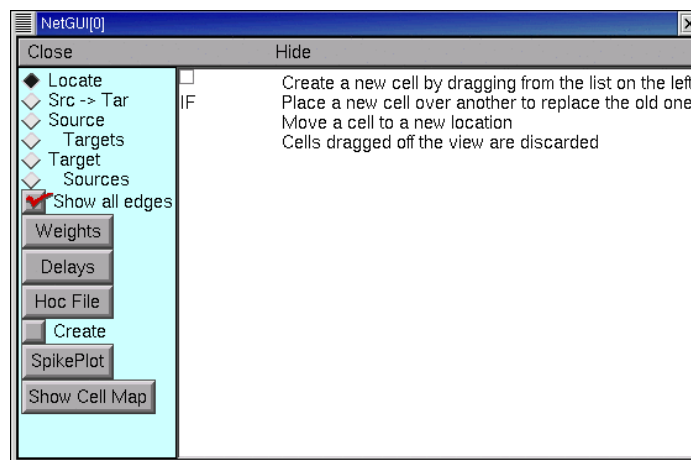 NetGUI[0]
Close Hide
Locate
Src -> Tar
Source
Targets
Target
Sources
Show all edges
Weights
Delays
Hoc File
Create
SpikePlot
Show Cell Map
IF
Create a new cell by dragging from the list on the left
Place a new cell over another to replace the old one
Move a cell to a new location
Cells dragged off the view are discarded